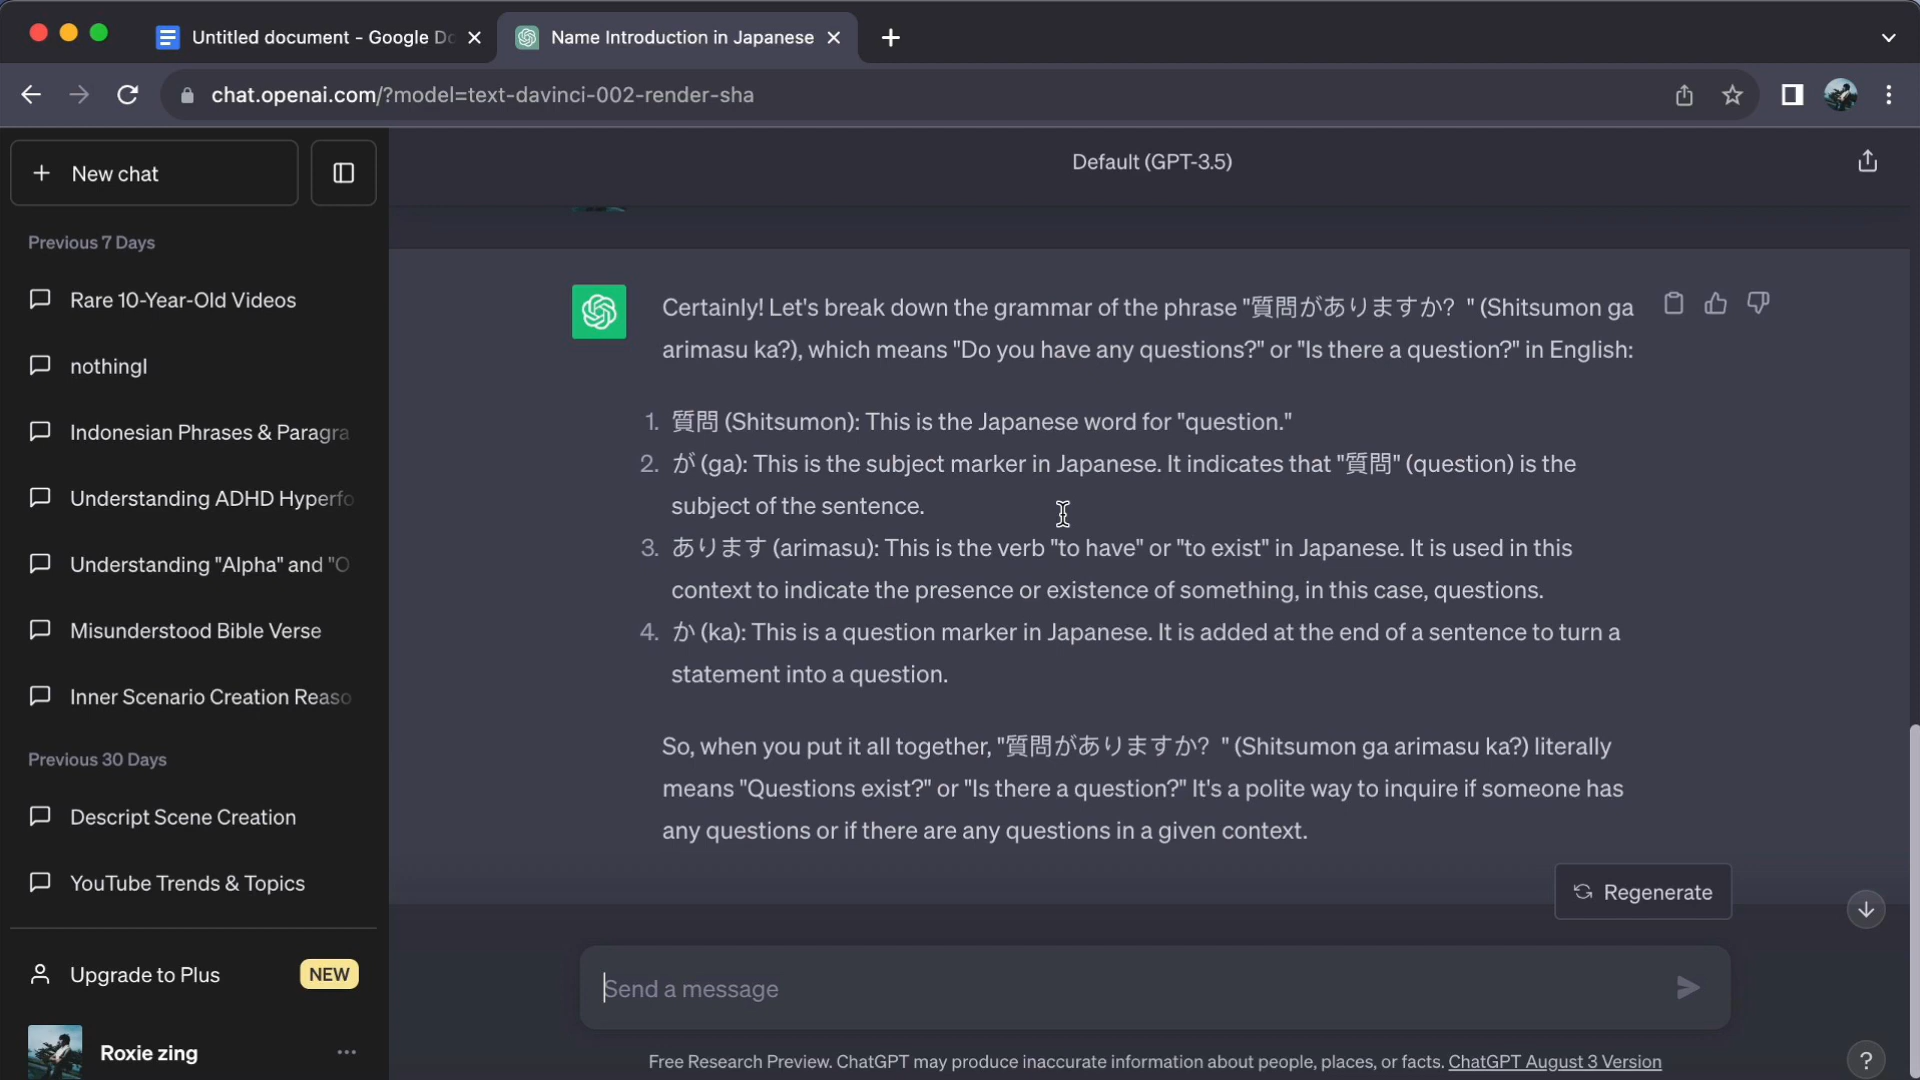 Untitled document - Google Do
Name Introduction in Japanese
chat.openai.com/?model=text-davinci-002-render-sha
New chat
Default (GPT-3.5)
Previous 7 Days
Rare 10-Year-Old Videos
nothingl
Indonesian Phrases & Paragra
Understanding ADHD Hyperfo
Understanding "Alpha" and "O
Misunderstood Bible Verse
Inner Scenario Creation Reaso
Previous 30 Days
Descript Scene Creation
YouTube Trends & Topics
Upgrade to Plus NEW
Roxie zing
Certainly! Let's break down the grammar of the phrase "質問がありますか？" (Shitsumon ga
arimasu ka?), which means "Do you have any questions?" or "Is there a question?" in English:
1. 質問 (Shitsumon): This is the Japanese word for "question."
2. が (ga): This is the subject marker in Japanese. It indicates that "質問" (question) is the
subject of the sentence.
3. あります (arimasu): This is the verb "to have" or "to exist" in Japanese. It is used in this
context to indicate the presence or existence of something, in this case, questions.
4. か (ka): This is a question marker in Japanese. It is added at the end of a sentence to turn a
statement into a question.
So, when you put it all together, "質問がありますか？" (Shitsumon ga arimasu ka?) literally
means "Questions exist?" or "Is there a question?" It's a polite way to inquire if someone has
any questions or if there are any questions in a given context.
Regenerate
Send a message
Free Research Preview. ChatGPT may produce inaccurate information about people, places, or facts. ChatGPT August 3 Version
?